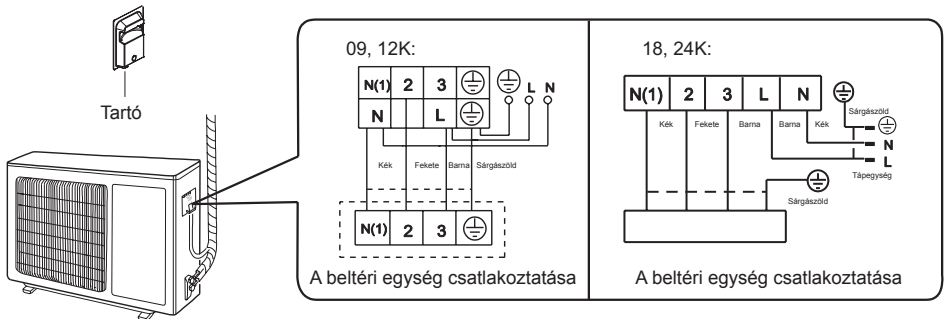 Tartó
09, 12K:
N(1) 2 3
N L
L N
Kék Fekete Barna Sárgászöld
N(1) 2 3
A beltéri egység csatlakoztatása
18, 24K:
N(1) 2 3 L N
Sárgászöld
Kék Fekete Barna Barna Kék
N
L
Tápegység
Sárgászöld
A beltéri egység csatlakoztatása